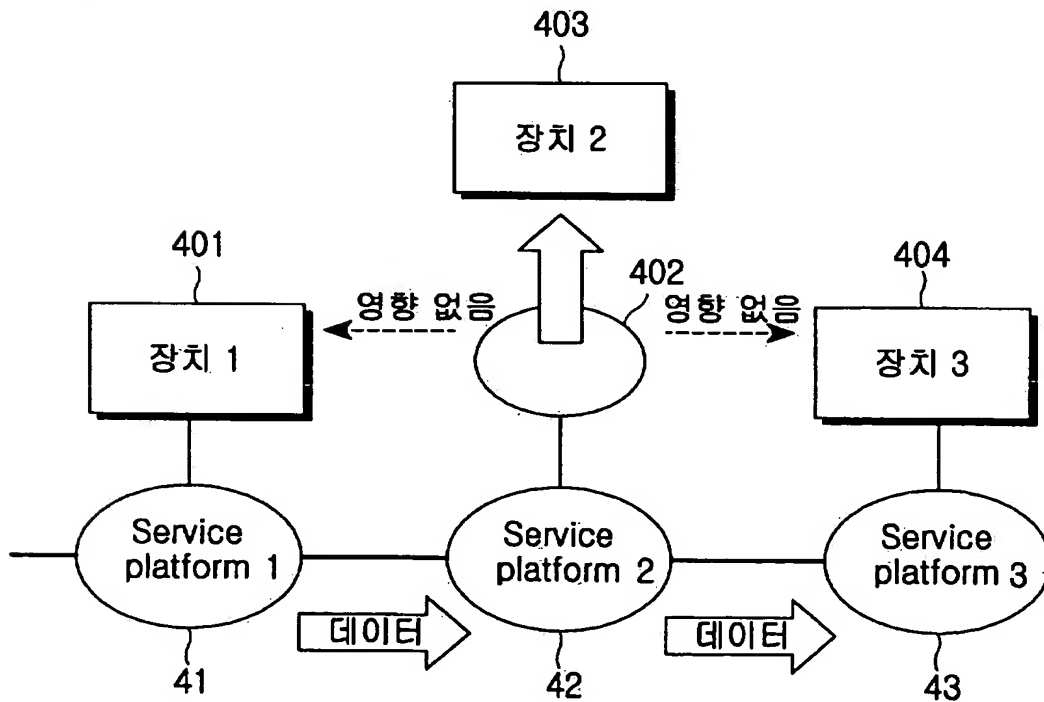 403
장치 2
401
402
404
영향 없음
영향 없음
장치 1
장치 3
Service
platform 1
Service
platform 2
Service
platform 3
데이터
데이터
41
42
43